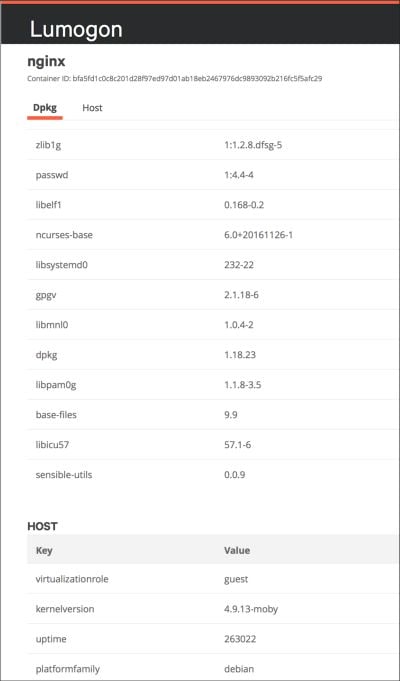 Lumogon
nginx
Container ID: bfa5fd1c0c8c201d28f97ed97d01ab18eb2467976dc9893092b216fc5f5afc29
Dpkg Host
zlib1g 1:1.2.8.dfsg-5
passwd 1:4.4-4
libelf1 0.168-0.2
ncurses-base 6.0+20161126-1
libsystemd0 232-22
gpgv 2.1.18-6
libmnl0 1.0.4-2
dpkg 1.18.23
libpam0g 1.1.8-3.5
base-files 9.9
libicu57 57.1-6
sensible-utils 0.0.9
HOST
Key Value
virtualizationrole guest
kernelversion 4.9.13-moby
uptime 263022
platformfamily debian